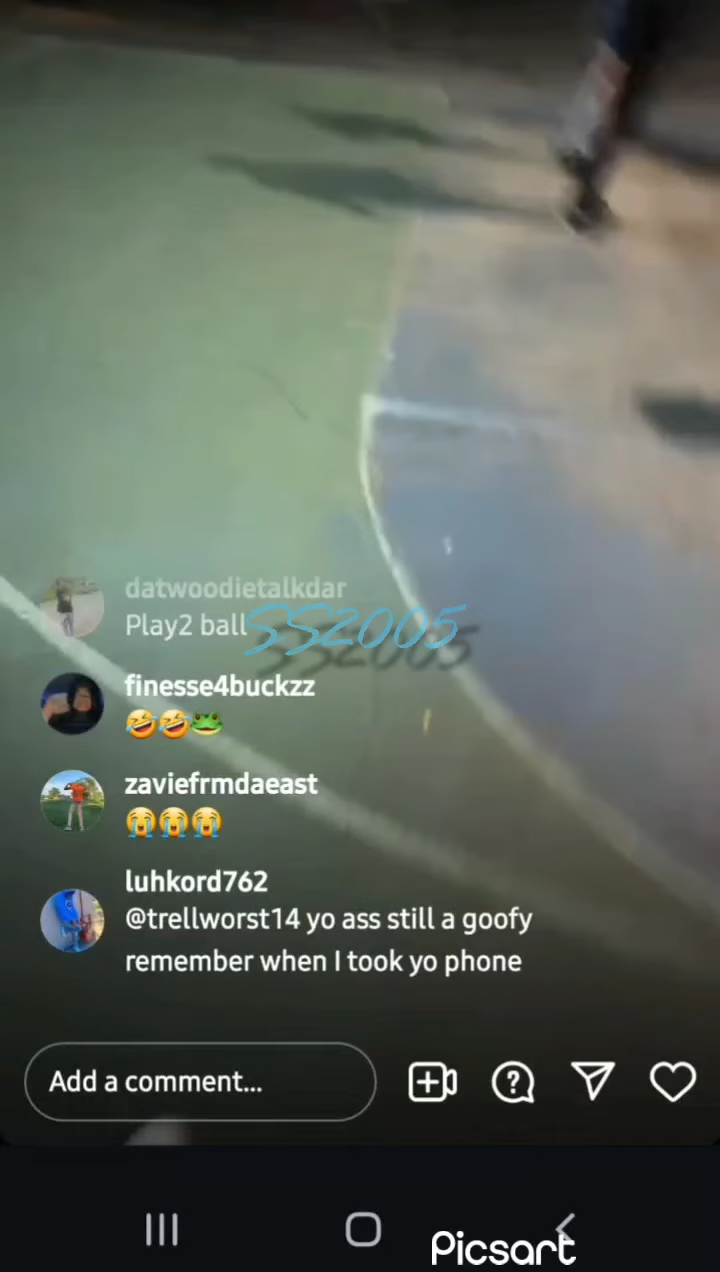 datwoodietalkdar
Play2 ball
SS2005
finesse4buckzz
🤣🤣🐸
zaviefrmdaeast
😭😭😭
luhkord762
@trellworst14 yo ass still a goofy
remember when I took yo phone
Add a comment...
Picsart